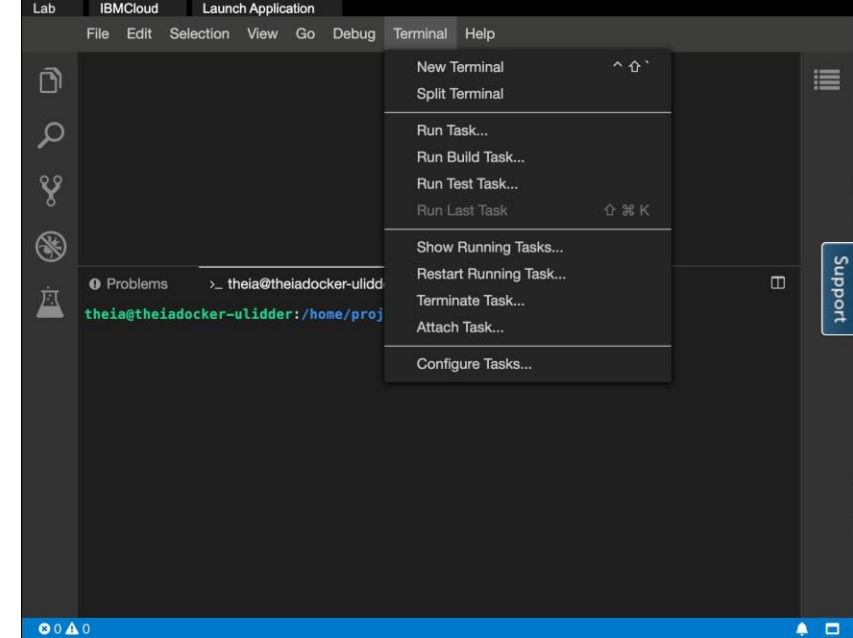 Lab IBMCloud Launch Application
File Edit Selection View Go Debug Terminal Help
New Terminal ^⇧`
Split Terminal
Run Task...
Run Build Task...
Run Test Task...
Run Last Task ⇧⌘K
Show Running Tasks...
Restart Running Task...
Terminate Task...
Attach Task...
Configure Tasks...
Problems >_ theia@theiadocker-ulidd
theia@theiadocker-ulidder:/home/proj
Support
0 0